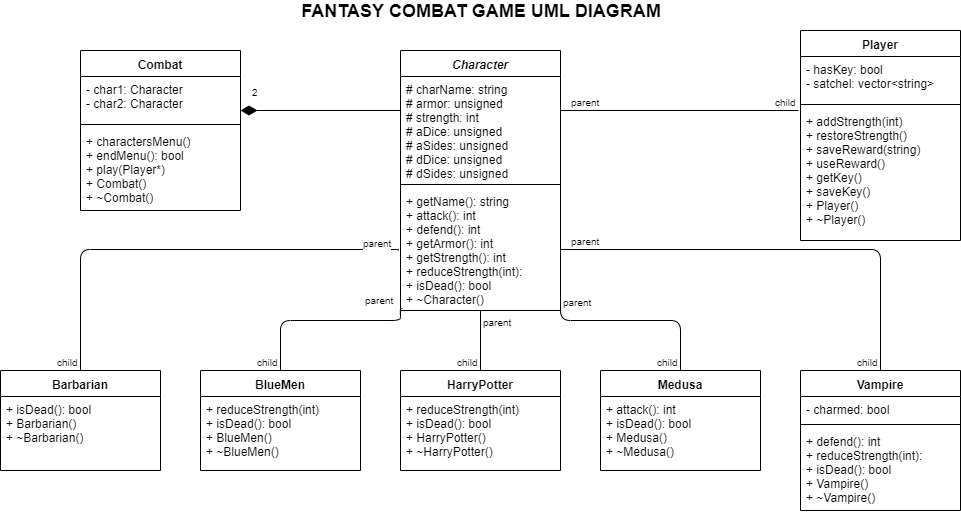 FANTASY COMBAT GAME UML DIAGRAM
Combat
- char1: Character
- char2: Character
+ charactersMenu()
+ endMenu(): bool
+ play(Player*)
+ Combat()
+ ~Combat()
2
Character
# charName: string
# armor: unsigned
# strength: int
# aDice: unsigned
# aSides: unsigned
# dDice: unsigned
# dSides: unsigned
+ getName(): string
+ attack(): int
+ defend(): int
+ getArmor(): int
+ getStrength(): int
+ reduceStrength(int):
+ isDead(): bool
+ ~Character()
parent
child
Player
- hasKey: bool
- satchel: vector<string>
+ addStrength(int)
+ restoreStrength()
+ saveReward(string)
+ useReward()
+ getKey()
+ saveKey()
+ Player()
+ ~Player()
parent
parent
parent
parent
parent
child
child
child
child
child
Barbarian
+ isDead(): bool
+ Barbarian()
+ ~Barbarian()
BlueMen
+ reduceStrength(int)
+ isDead(): bool
+ BlueMen()
+ ~BlueMen()
HarryPotter
+ reduceStrength(int)
+ isDead(): bool
+ HarryPotter()
+ ~HarryPotter()
Medusa
+ attack(): int
+ isDead(): bool
+ Medusa()
+ ~Medusa()
Vampire
- charmed: bool
+ defend(): int
+ reduceStrength(int):
+ isDead(): bool
+ Vampire()
+ ~Vampire()